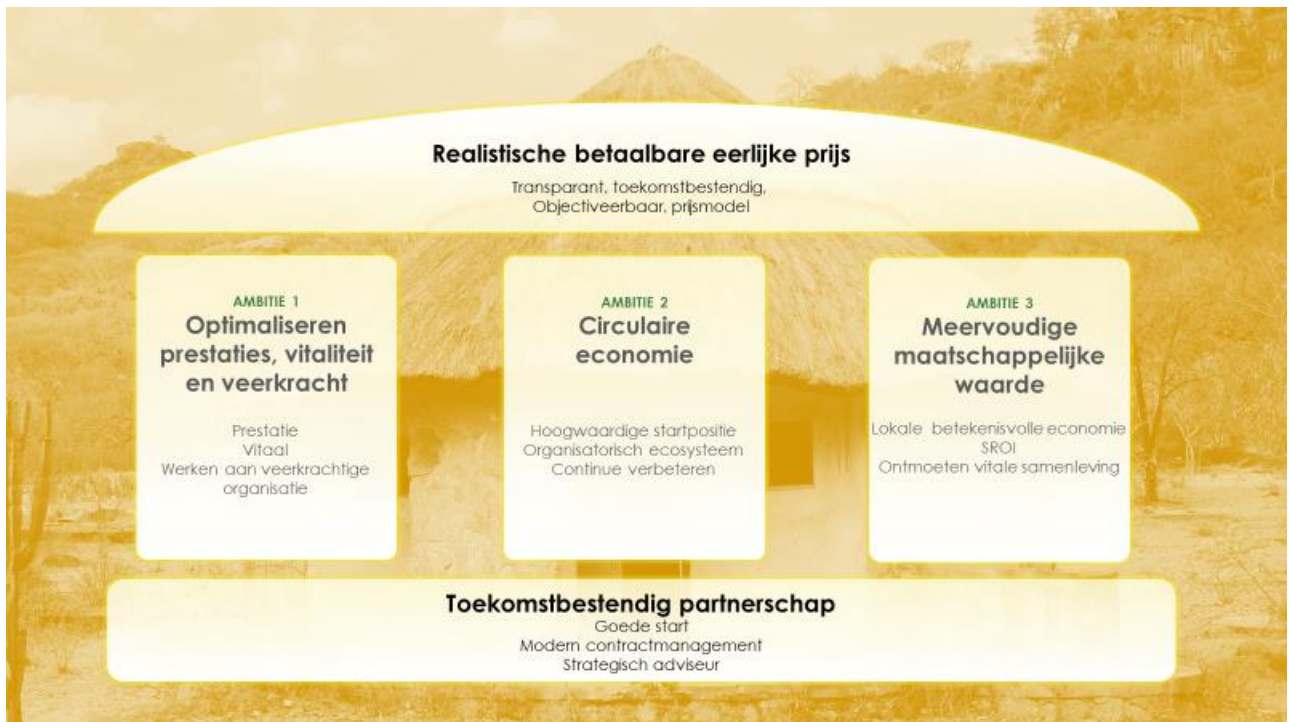 Realistische betaalbare eerlijke prijs
Transparant, toekomstbestendig,
Objectiveerbaar, prijsmodel
AMBITIE 1
Optimaliseren
prestaties, vitaliteit
en veerkracht
Prestatie
Vitaal
Werken aan veerkrachtige
organisatie
AMBITIE 2
Circulaire
economie
Hoogwaardige startpositie
Organisatorisch ecosysteem
Continue verbeteren
AMBITIE 3
Meervoudige
maatschappelijke
waarde
Lokale betekenisvolle economie
SROI
Ontmoeten vitale samenleving
Toekomstbestendig partnerschap
Goede start
Modern contractmanagement
Strategisch adviseur